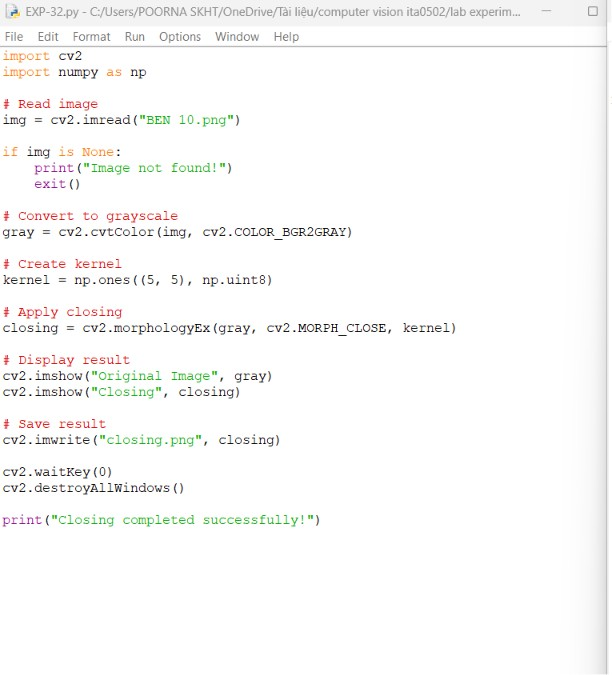 EXP-32.py - C:/Users/POORNA SKHT/OneDrive/Tài liệu/computer vision ita0502/lab experim...
File Edit Format Run Options Window Help
import cv2
import numpy as np

# Read image
img = cv2.imread("BEN 10.png")

if img is None:
    print("Image not found!")
    exit()

# Convert to grayscale
gray = cv2.cvtColor(img, cv2.COLOR_BGR2GRAY)

# Create kernel
kernel = np.ones((5, 5), np.uint8)

# Apply closing
closing = cv2.morphologyEx(gray, cv2.MORPH_CLOSE, kernel)

# Display result
cv2.imshow("Original Image", gray)
cv2.imshow("Closing", closing)

# Save result
cv2.imwrite("closing.png", closing)

cv2.waitKey(0)
cv2.destroyAllWindows()

print("Closing completed successfully!")